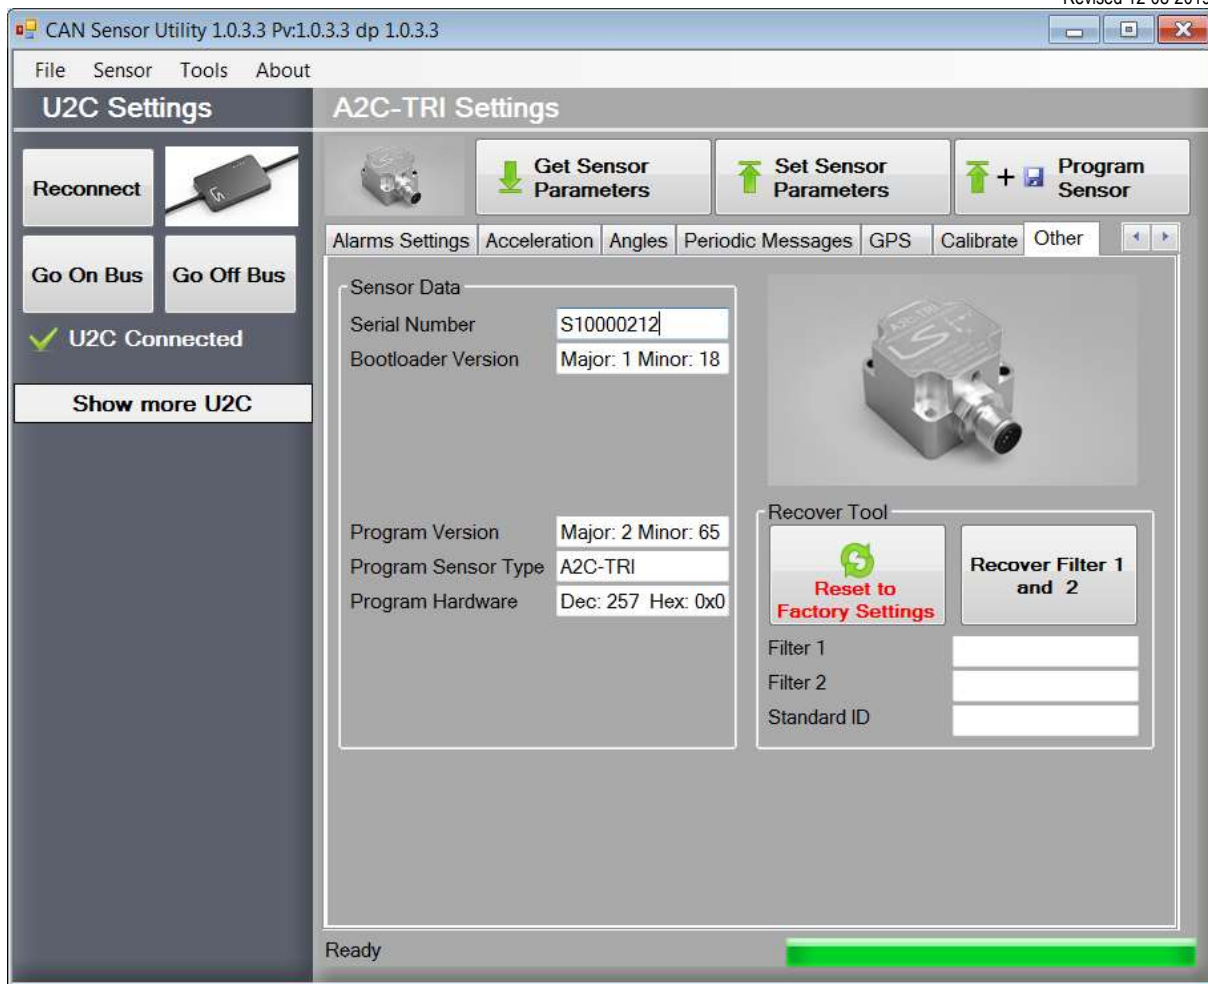 CAN Sensor Utility 1.0.3.3 Pv:1.0.3.3 dp 1.0.3.3
File Sensor Tools About
U2C Settings
A2C-TRI Settings
Reconnect
Get Sensor
Parameters
Set Sensor
Parameters
+
Program
Sensor
Go On Bus
Go Off Bus
U2C Connected
Show more U2C
Alarms Settings Acceleration Angles Periodic Messages GPS Calibrate Other
Sensor Data
Serial Number S10000212
Bootloader Version Major: 1 Minor: 18
Program Version Major: 2 Minor: 65
Program Sensor Type A2C-TRI
Program Hardware Dec: 257 Hex: 0x0
Recover Tool
Reset to
Factory Settings
Recover Filter 1
and 2
Filter 1
Filter 2
Standard ID
Ready